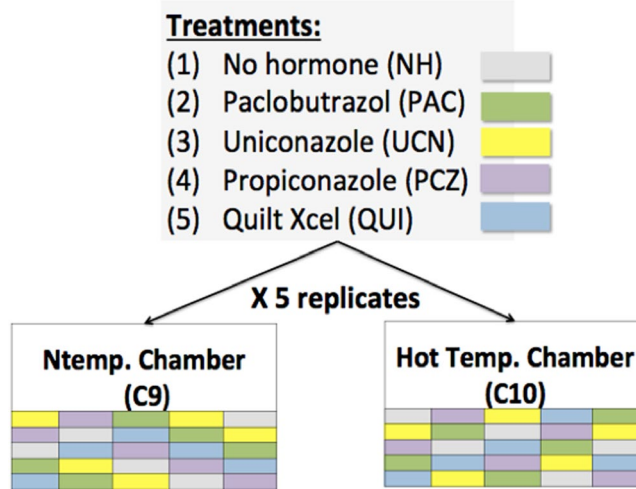 Treatments:
(1) No hormone (NH)
(2) Paclobutrazol (PAC)
(3) Uniconazole (UCN)
(4) Propiconazole (PCZ)
(5) Quilt Xcel (QUI)
X 5 replicates
Ntemp. Chamber
(C9)
Hot Temp. Chamber
(C10)